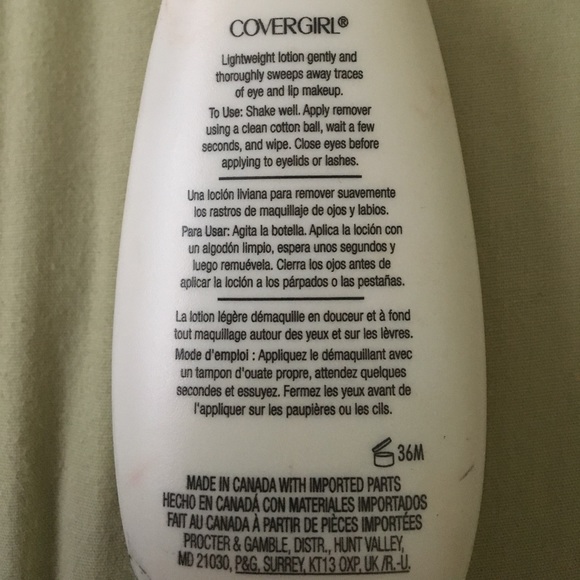 COVERGIRL®
Lightweight lotion gently and
thoroughly sweeps away traces
of eye and lip makeup.
To Use: Shake well. Apply remover
using a clean cotton ball, wait a few
seconds, and wipe. Close eyes before
applying to eyelids or lashes.
Una loción liviana para remover suavemente
los rastros de maquillaje de ojos y labios.
Para Usar: Agita la botella. Aplica la loción con
un algodón limpio, espera unos segundos y
luego remuévela. Cierra los ojos antes de
aplicar la loción a los párpados o las pestañas.
La lotion légère démaquille en douceur et à fond
tout maquillage autour des yeux et sur les lèvres.
Mode d'emploi : Appliquez le démaquillant avec
un tampon d'ouate propre, attendez quelques
secondes et essuyez. Fermez les yeux avant de
l'appliquer sur les paupières ou les cils.
36M
MADE IN CANADA WITH IMPORTED PARTS
HECHO EN CANADÁ CON MATERIALES IMPORTADOS
FAIT AU CANADA À PARTIR DE PIÈCES IMPORTÉES
PROCTER & GAMBLE, DISTR., HUNT VALLEY,
MD 21030, P&G, SURREY, KT13 OXP, UK /R.-U.